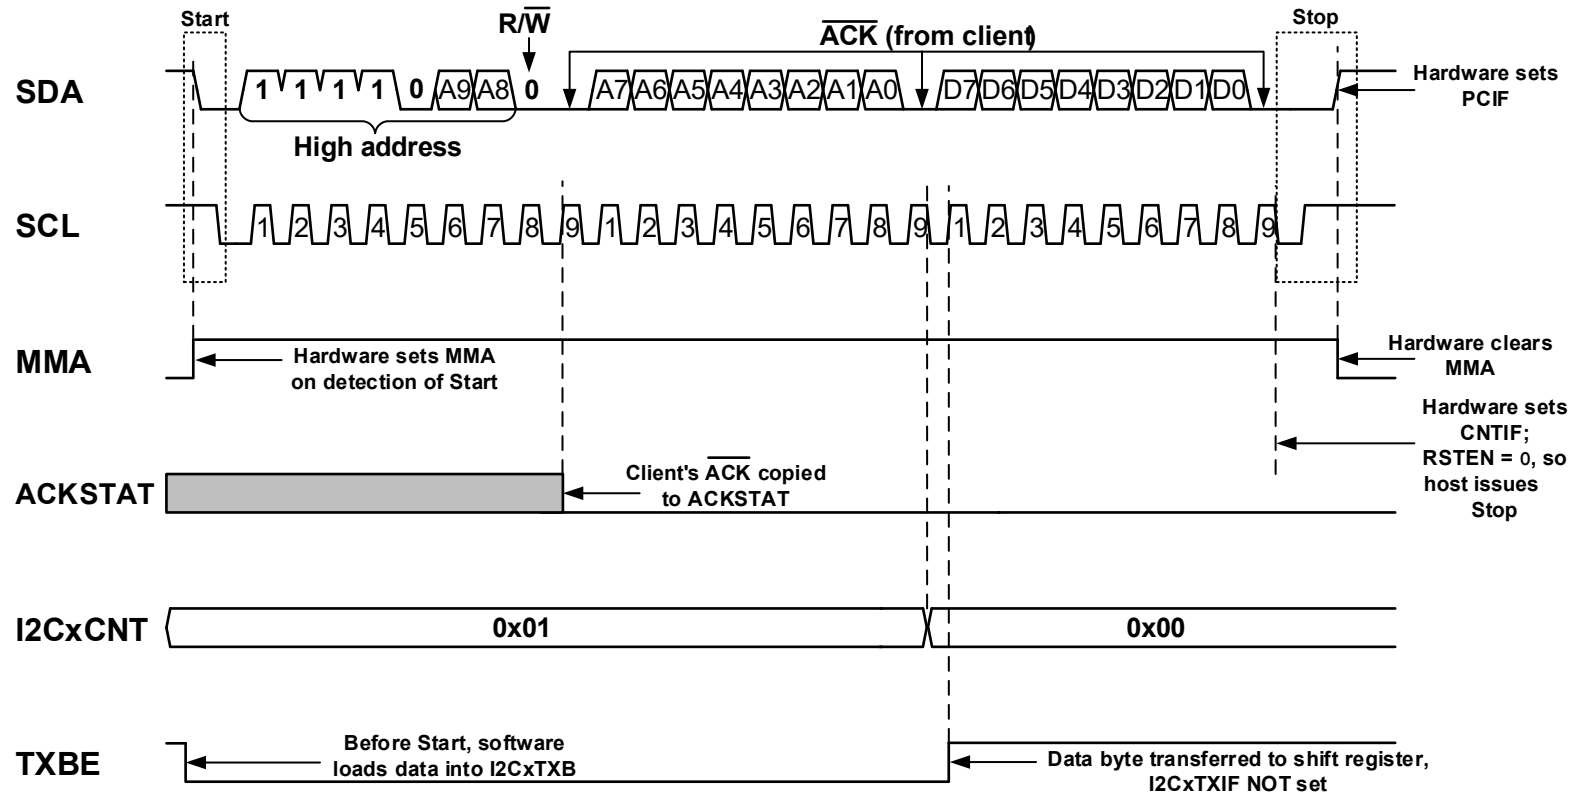 Start
R/W
ACK (from client)
Stop
SDA
1 1 1 1 0 A9 A8 0 A7 A6 A5 A4 A3 A2 A1 A0 D7 D6 D5 D4 D3 D2 D1 D0
Hardware sets
PCIF
High address
SCL
1 2 3 4 5 6 7 8 9 1 2 3 4 5 6 7 8 9 1 2 3 4 5 6 7 8 9
MMA
Hardware sets MMA
on detection of Start
Hardware clears
MMA
Hardware sets
CNTIF;
RSTEN = 0, so
host issues
Stop
ACKSTAT
Client's ACK copied
to ACKSTAT
I2CxCNT
0x01
0x00
TXBE
Before Start, software
loads data into I2CxTXB
Data byte transferred to shift register,
I2CxTXIF NOT set